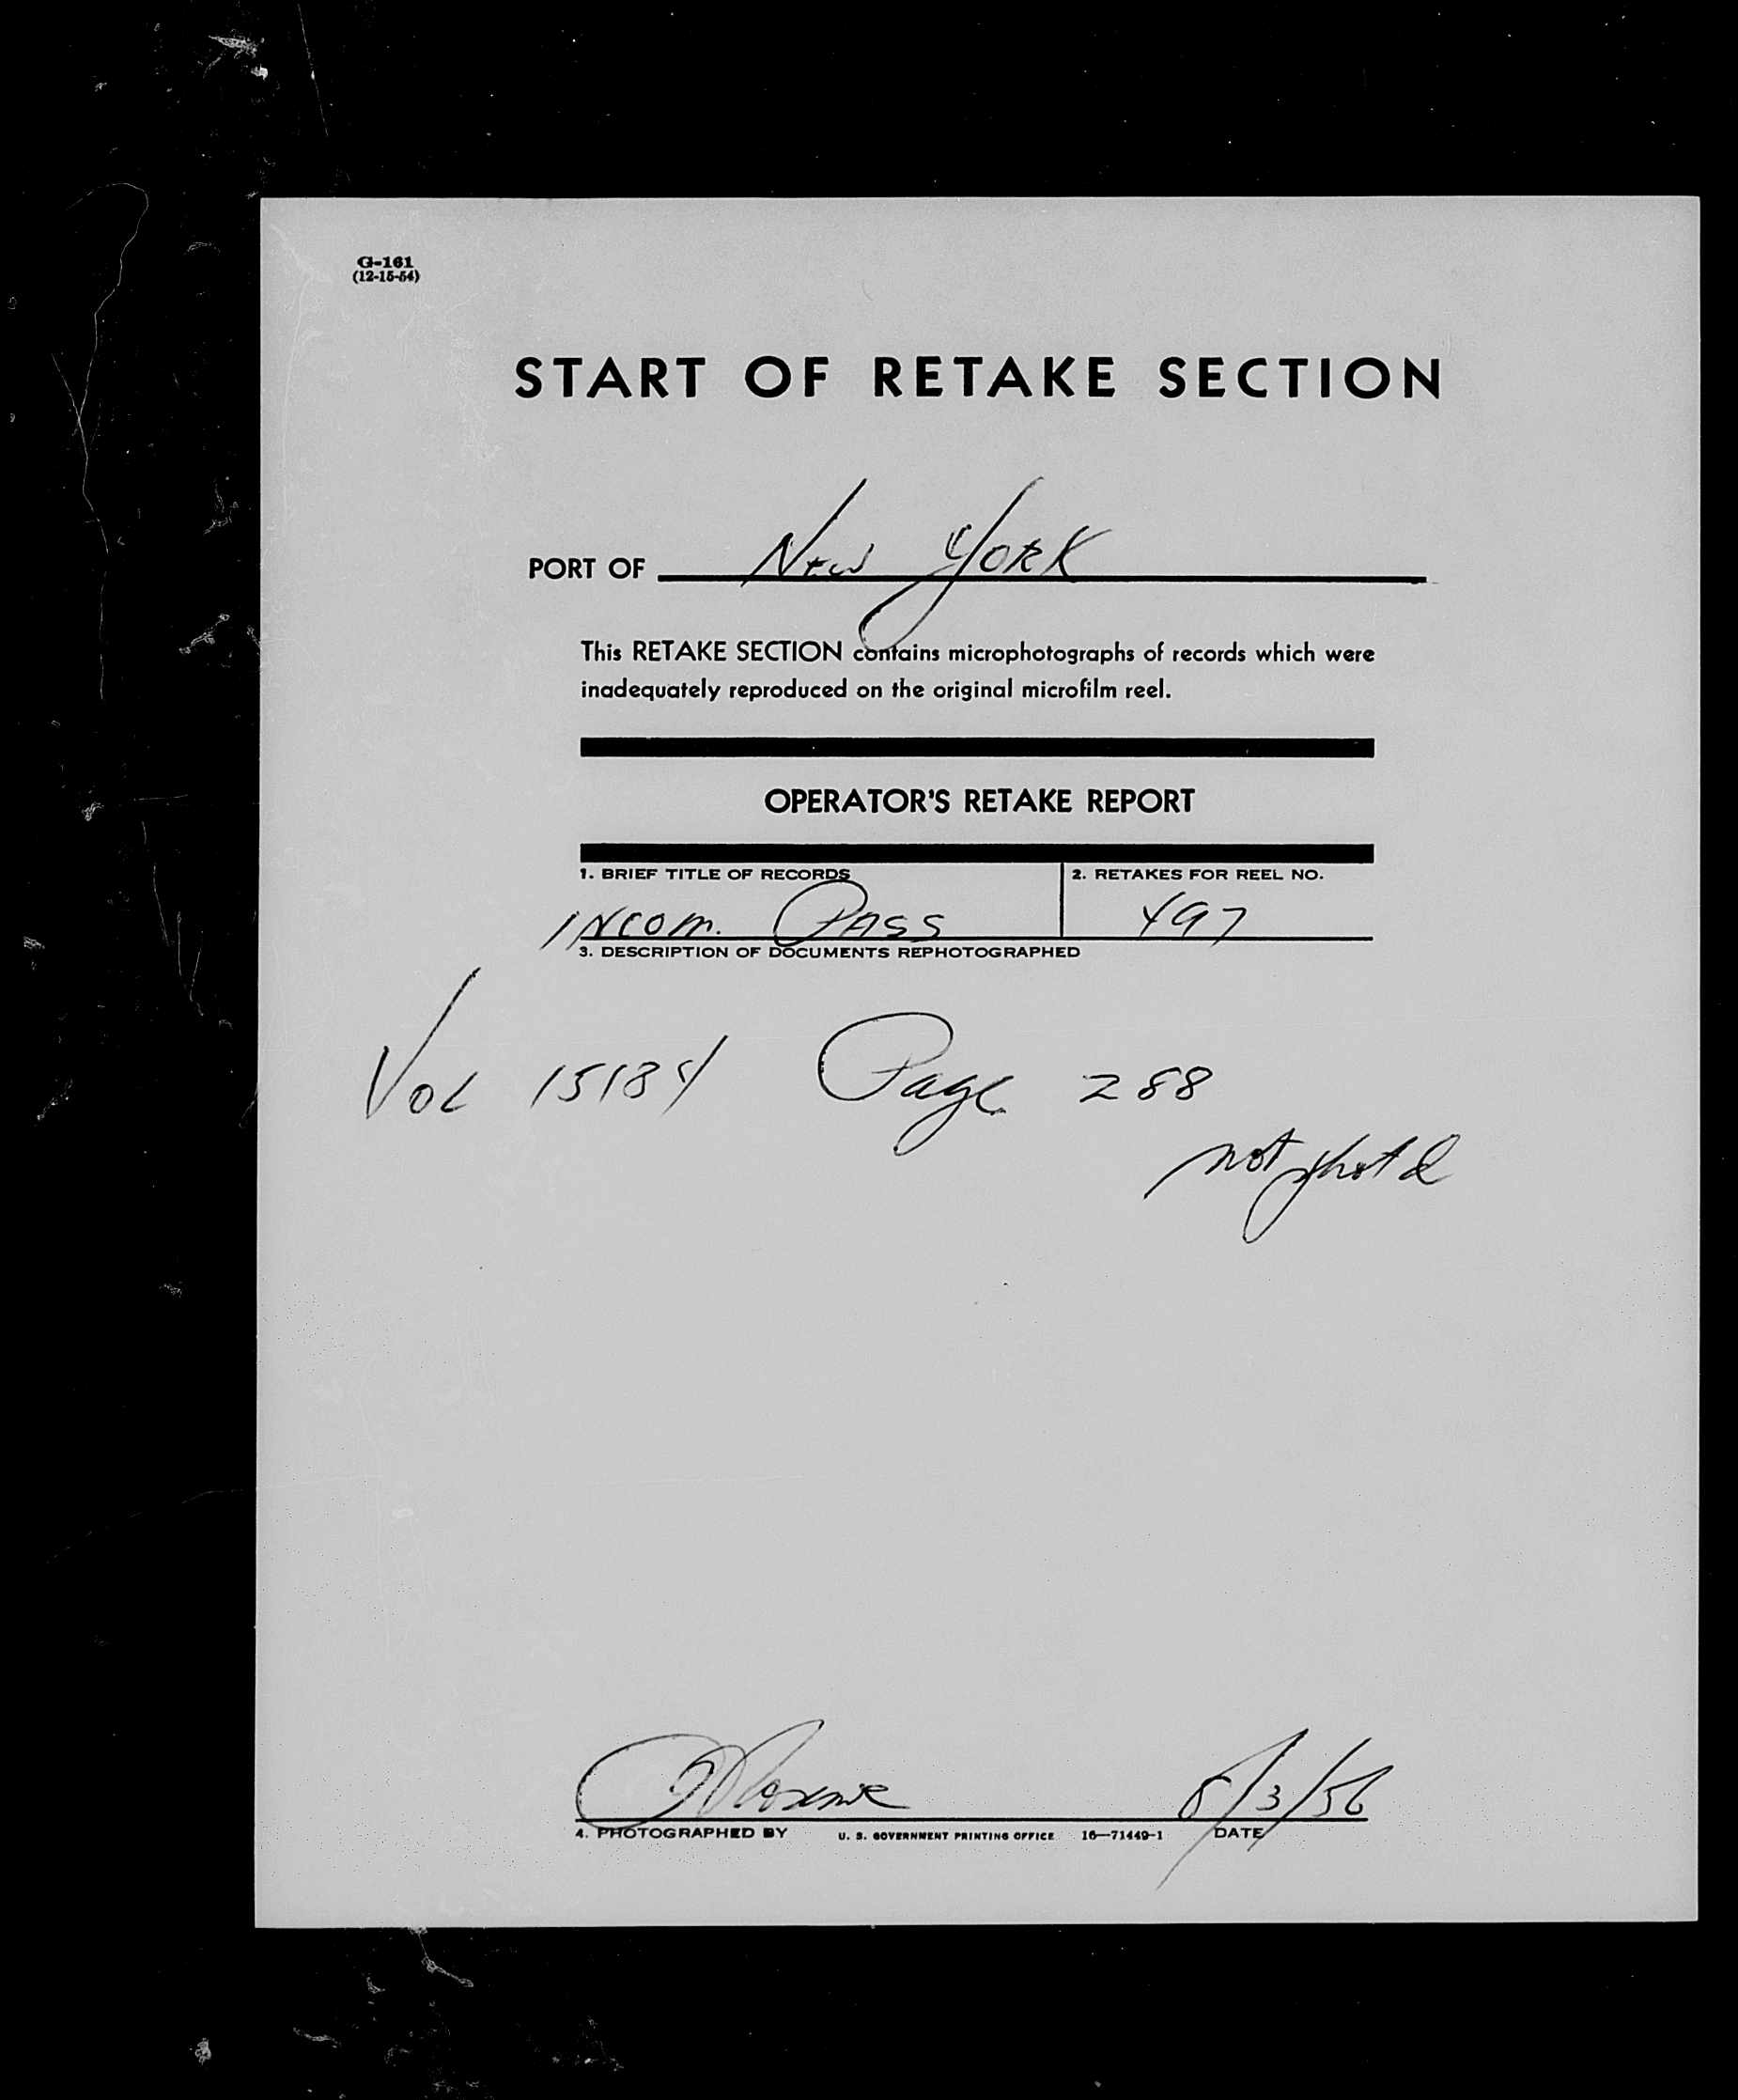 G-161
(12-15-54)
START OF RETAKE SECTION
PORT OF New YORK
This RETAKE SECTION contains microphotographs of records which were
inadequately reproduced on the original microfilm reel.
OPERATOR'S RETAKE REPORT
1. BRIEF TITLE OF RECORDS 2. RETAKES FOR REEL NO.
INCOM. PASS 497
3. DESCRIPTION OF DOCUMENTS REPHOTOGRAPHED
VOL 15184 Page 288
not phot d
8/3/56
4. PHOTOGRAPHED BY U. S. GOVERNMENT PRINTING OFFICE 16—71449-1 DATE